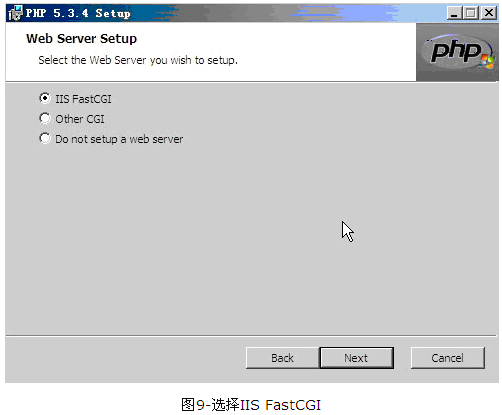 PHP 5.3.4 Setup
Web Server Setup
Select the Web Server you wish to setup.
php
IIS FastCGI
Other CGI
Do not setup a web server
Back
Next
Cancel
图9-选择IIS FastCGI